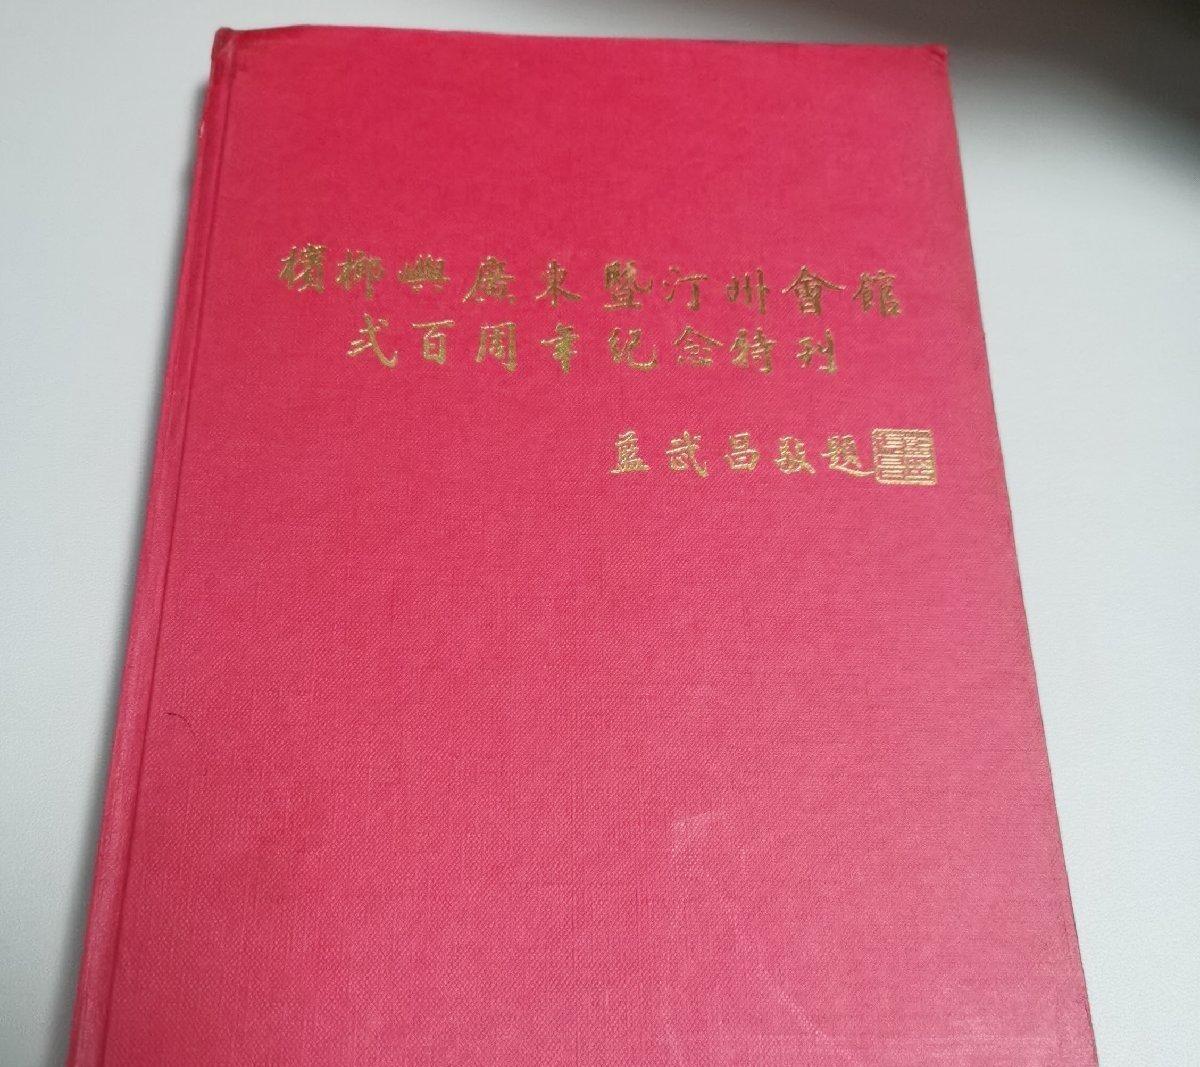 檳榔嶼廣東暨汀州會館
弍百周年紀念特刊
藍武昌敬題